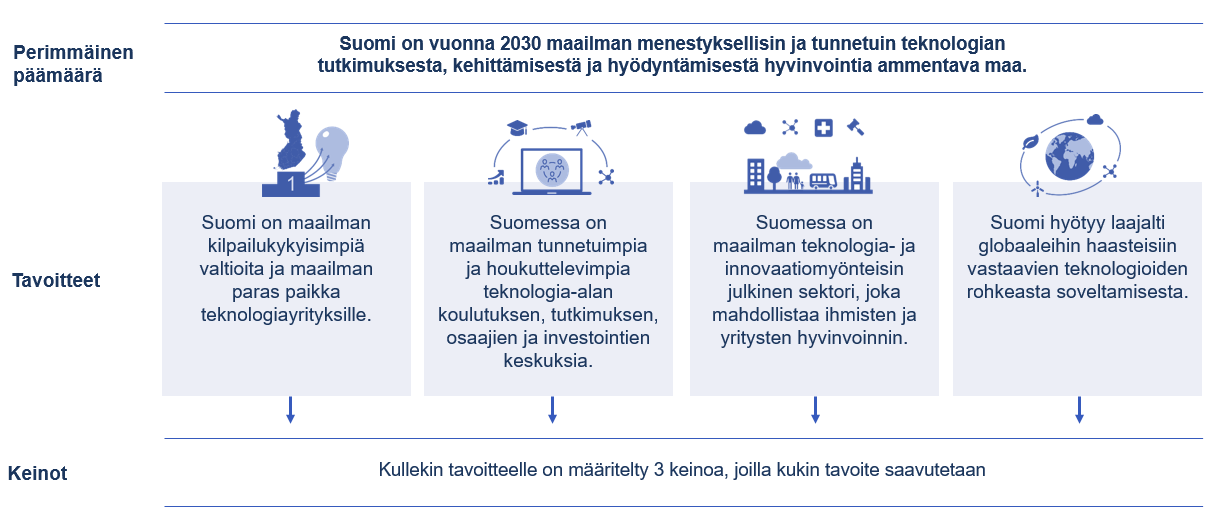 Perimmäinen
päämäärä
Suomi on vuonna 2030 maailman menestyksellisin ja tunnetuin teknologian
tutkimuksesta, kehittämisestä ja hyödyntämisestä hyvinvointia ammentava maa.
1
Tavoitteet
Suomi on maailman
kilpailukykyisimpiä
valtioita ja maailman
paras paikka
teknologiayrityksille.
Suomessa on
maailman tunnetuimpia
ja houkuttelevimpia
teknologia-alan
koulutuksen, tutkimuksen,
osaajien ja investointien
keskuksia.
Suomessa on
maailman teknologia- ja
innovaatiomyönteisin
julkinen sektori, joka
mahdollistaa ihmisten ja
yritysten hyvinvoinnin.
Suomi hyötyy laajalti
globaaleihin haasteisiin
vastaavien teknologioiden
rohkeasta soveltamisesta.
Keinot
Kullekin tavoitteelle on määritelty 3 keinoa, joilla kukin tavoite saavutetaan